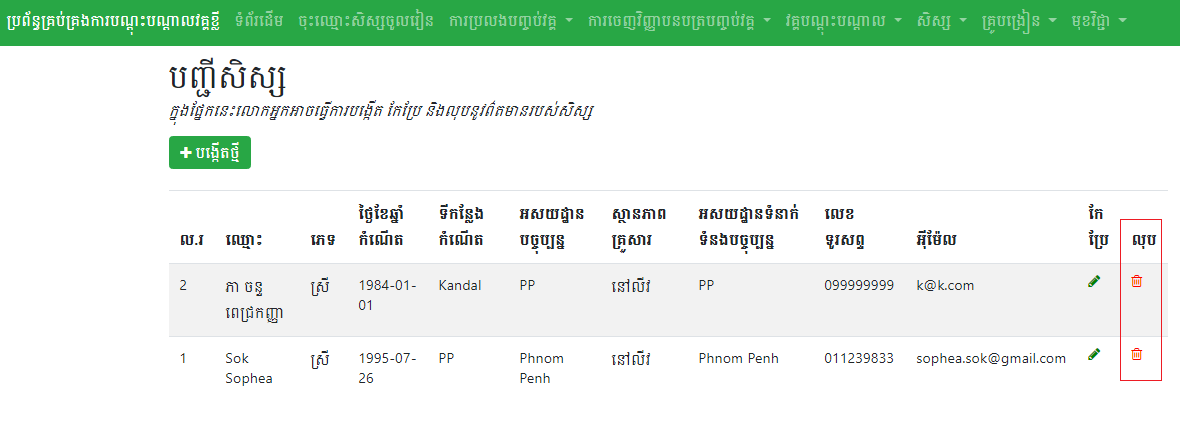 ប្រព័ន្ធគ្រប់គ្រងការបណ្ដុះបណ្ដាលវគ្គខ្លី ទំព័រដើម ចុះឈ្មោះសិស្សចូលរៀន ការប្រលងបញ្ចប់វគ្គ ការចេញវិញ្ញាបនបត្របញ្ចប់វគ្គ វគ្គបណ្ដុះបណ្ដាល សិស្ស គ្រូបង្រៀន មុខវិជ្ជា
បញ្ជីសិស្ស
ក្នុងផ្នែកនេះលោកអ្នកអាចធ្វើការបង្កើត កែប្រែ និងលុបនូវព័ត៌មានរបស់សិស្ស
បង្កើតថ្មី
ថ្ងៃខែឆ្នាំ ទីកន្លែង អសយដ្ឋាន ស្ថានភាព អសយដ្ឋានទំនាក់ លេខ កែ
ល.រ ឈ្មោះ ភេទ កំណើត កំណើត បច្ចុប្បន្ន គ្រួសារ ទំនងបច្ចុប្បន្ន ទូរសព្ទ អ៊ីម៉ែល ប្រែ លុប
2 ភា ចន្ទ ស្រី 1984-01- Kandal PP នៅលីវ PP 099999999 k@k.com
ពេជ្រកញ្ញា 01
1 Sok ស្រី 1995-07- PP Phnom នៅលីវ Phnom Penh 011239833 sophea.sok@gmail.com
Sophea 26 Penh